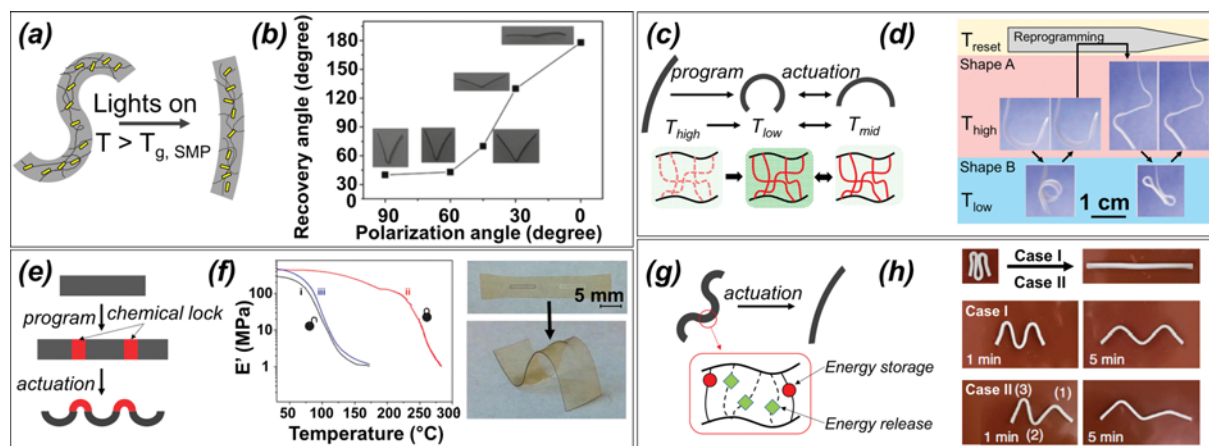 (a)
Lights on
T > Tg, SMP
(b)
Recovery angle (degree)
180
150
120
90
60
30
90
60
30
0
Polarization angle (degree)
(c)
program
actuation
Thigh
Tlow
Tmid
(d)
Treset
Reprogramming
Shape A
Thigh
Shape B
Tlow
1 cm
(e)
program
chemical lock
actuation
(f)
E' (MPa)
100
10
1
i
iii
ii
50
100
150
200
250
300
Temperature (°C)
5 mm
(g)
actuation
Energy storage
Energy release
(h)
Case I
Case II
Case I
1 min
5 min
Case II
(3)
(1)
(2)
1 min
5 min